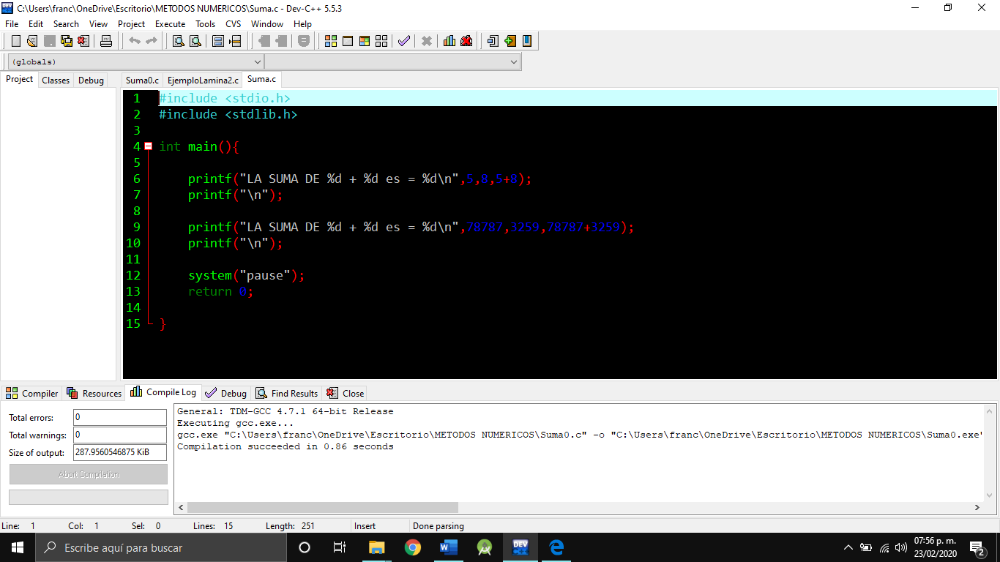 C:\Users\franc\OneDrive\Escritorio\METODOS NUMERICOS\Suma.c - Dev-C++ 5.5.3
File Edit Search View Project Execute Tools CVS Window Help
(globals)
Project Classes Debug Suma0.c EjemploLamina2.c Suma.c
1 #include <stdio.h>
2 #include <stdlib.h>
3
4 int main(){
5
6 printf("LA SUMA DE %d + %d es = %d\n",5,8,5+8);
7 printf("\n");
8
9 printf("LA SUMA DE %d + %d es = %d\n",78787,3259,78787+3259);
10 printf("\n");
11
12 system("pause");
13 return 0;
14
15 }
Compiler Resources Compile Log Debug Find Results Close
Total errors: 0
Total warnings: 0
Size of output: 287.9560546875 KiB
Abort Compilation
General: TDM-GCC 4.7.1 64-bit Release
Executing gcc.exe...
gcc.exe "C:\Users\franc\OneDrive\Escritorio\METODOS NUMERICOS\Suma0.c" -o "C:\Users\franc\OneDrive\Escritorio\METODOS NUMERICOS\Suma0.exe"
Compilation succeeded in 0.86 seconds
Line: 1 Col: 1 Sel: 0 Lines: 15 Length: 251 Insert Done parsing
Escribe aquí para buscar
W
DEV C++
07:56 p. m.
23/02/2020
2